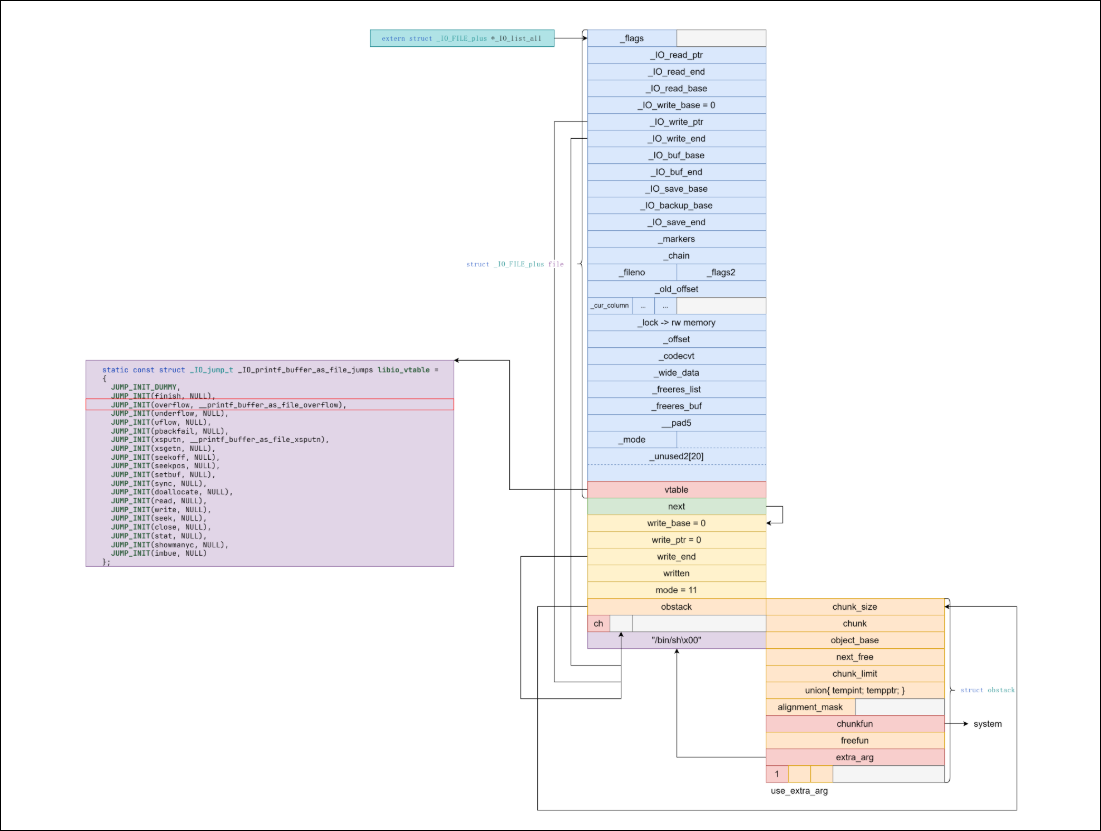 extern struct _IO_FILE_plus *_IO_list_all
_flags
_IO_read_ptr
_IO_read_end
_IO_read_base
_IO_write_base = 0
_IO_write_ptr
_IO_write_end
_IO_buf_base
_IO_buf_end
_IO_save_base
_IO_backup_base
_IO_save_end
_markers
_chain
struct _IO_FILE_plus file
_fileno
_flags2
_old_offset
_cur_column
..
...
_lock -> rw memory
_offset
_codecvt
_wide_data
_freeres_list
_freeres_buf
__pad5
_mode
_unused2[20]
vtable
static const struct _IO_jump_t _IO_printf_buffer_as_file_jumps libio_vtable =
{
JUMP_INIT_DUMMY,
JUMP_INIT(finish, NULL),
JUMP_INIT(overflow, __printf_buffer_as_file_overflow),
JUMP_INIT(underflow, NULL),
JUMP_INIT(uflow, NULL),
JUMP_INIT(pbackfail, NULL),
JUMP_INIT(xsputn, __printf_buffer_as_file_xsputn),
JUMP_INIT(xsgetn, NULL),
JUMP_INIT(seekoff, NULL),
JUMP_INIT(seekpos, NULL),
JUMP_INIT(setbuf, NULL),
JUMP_INIT(sync, NULL),
JUMP_INIT(doallocate, NULL),
JUMP_INIT(read, NULL),
JUMP_INIT(write, NULL),
JUMP_INIT(seek, NULL),
JUMP_INIT(close, NULL),
JUMP_INIT(stat, NULL),
JUMP_INIT(showmanyc, NULL),
JUMP_INIT(imbue, NULL)
};
next
write_base = 0
write_ptr = 0
write_end
written
mode = 11
obstack
ch
"/bin/sh\x00"
chunk_size
chunk
object_base
next_free
chunk_limit
union{ tempint; tempptr; }
struct obstack
alignment_mask
chunkfun
system
freefun
extra_arg
1
use_extra_arg